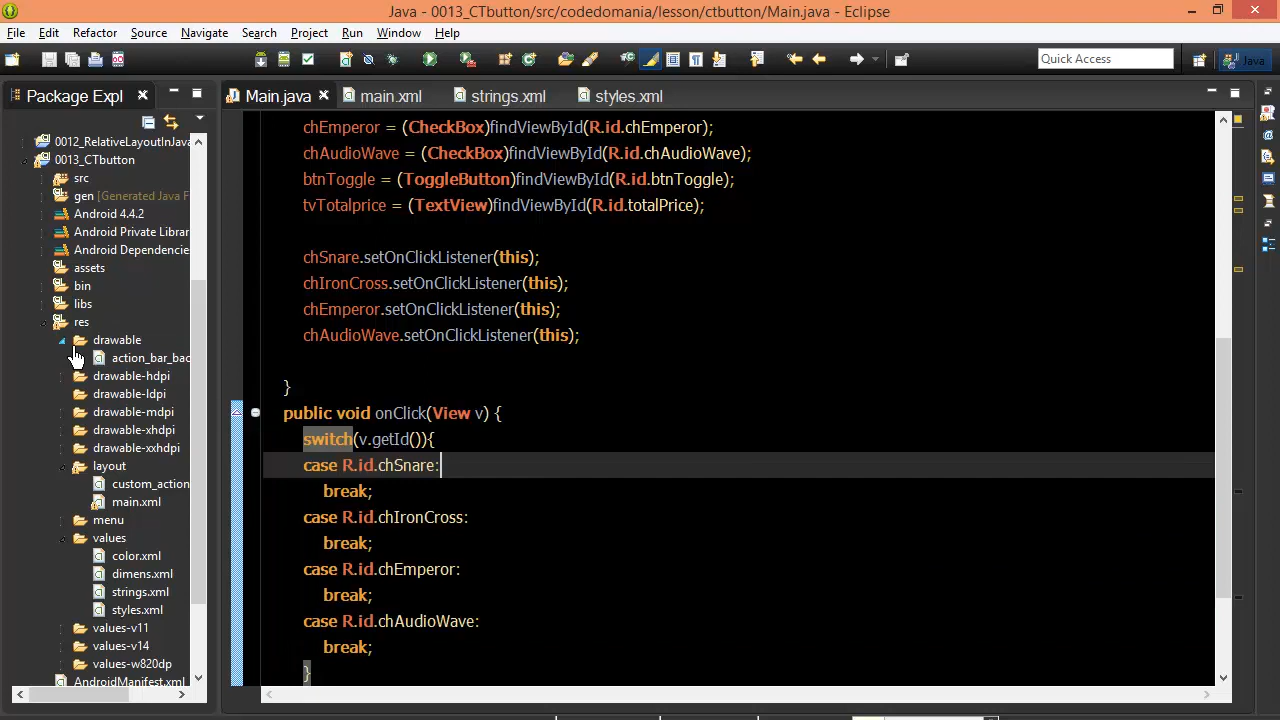 Java - 0013_CTbutton/src/codedomania/lesson/ctbutton/Main.java - Eclipse
File Edit Refactor Source Navigate Search Project Run Window Help
Quick Access
Java
Package Expl
Main.java
main.xml
strings.xml
styles.xml
0012_RelativeLayoutInJava
0013_CTbutton
src
gen [Generated Java F
Android 4.4.2
Android Private Librar
Android Dependencie
assets
bin
libs
res
drawable
action_bar_bac
drawable-hdpi
drawable-ldpi
drawable-mdpi
drawable-xhdpi
drawable-xxhdpi
layout
custom_action
main.xml
menu
values
color.xml
dimens.xml
strings.xml
styles.xml
values-v11
values-v14
values-w820dp
AndroidManifest.xml
chEmperor = (CheckBox)findViewById(R.id.chEmperor);
chAudioWave = (CheckBox)findViewById(R.id.chAudioWave);
btnToggle = (ToggleButton)findViewById(R.id.btnToggle);
tvTotalprice = (TextView)findViewById(R.id.totalPrice);
chSnare.setOnClickListener(this);
chIronCross.setOnClickListener(this);
chEmperor.setOnClickListener(this);
chAudioWave.setOnClickListener(this);
}
public void onClick(View v) {
switch(v.getId()){
case R.id.chSnare:
break;
case R.id.chIronCross:
break;
case R.id.chEmperor:
break;
case R.id.chAudioWave:
break;
}